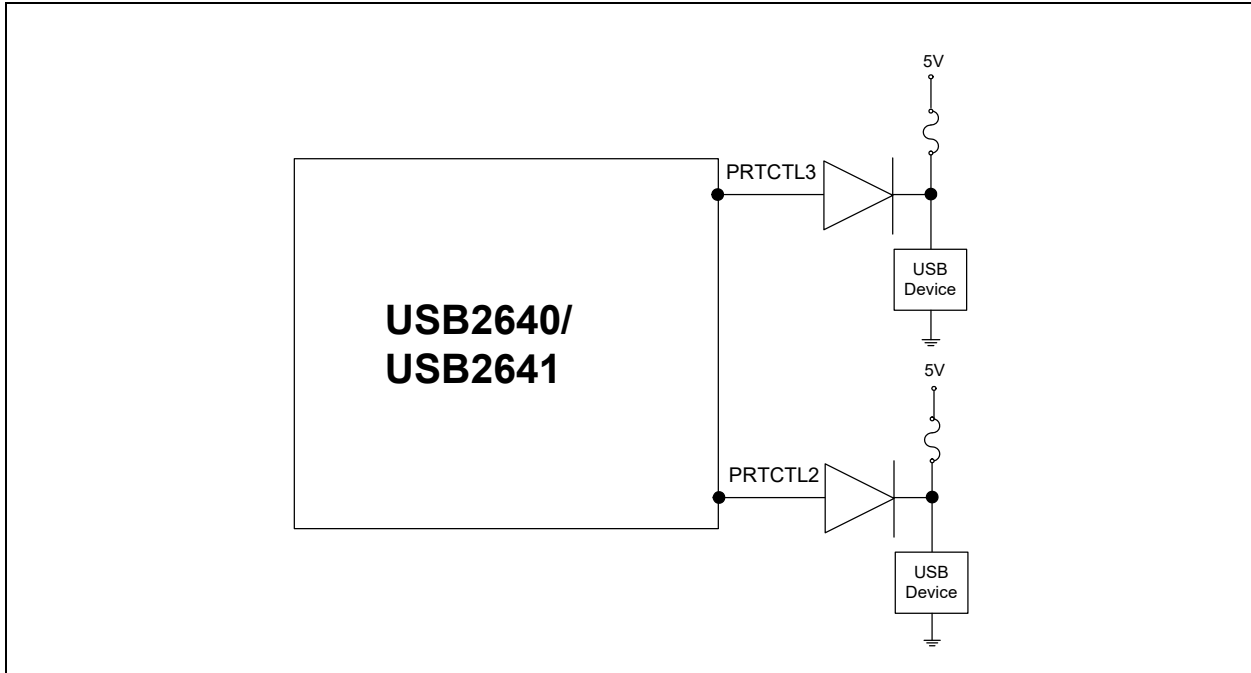 5V
PRTCTL3
USB
Device
USB2640/
USB2641
5V
PRTCTL2
USB
Device